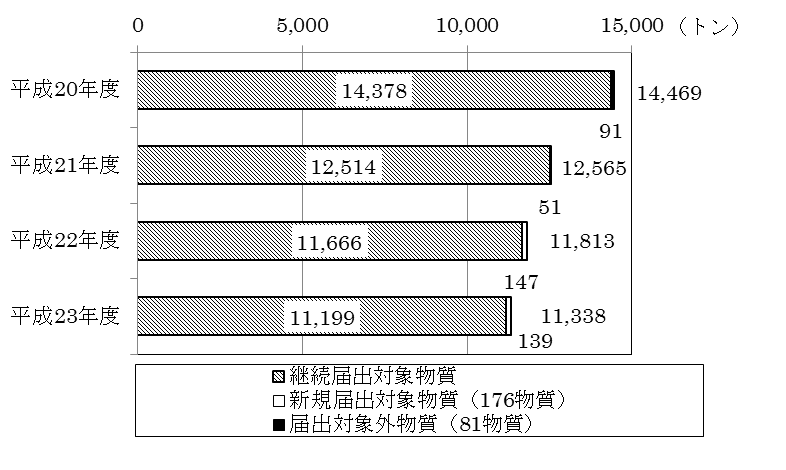 0 5,000 10,000 15,000 （トン）
平成20年度 14,378 14,469
91
平成21年度 12,514 12,565
51
平成22年度 11,666 11,813
147
平成23年度 11,199 11,338
139
継続届出対象物質
新規届出対象物質（176物質）
届出対象外物質（81物質）